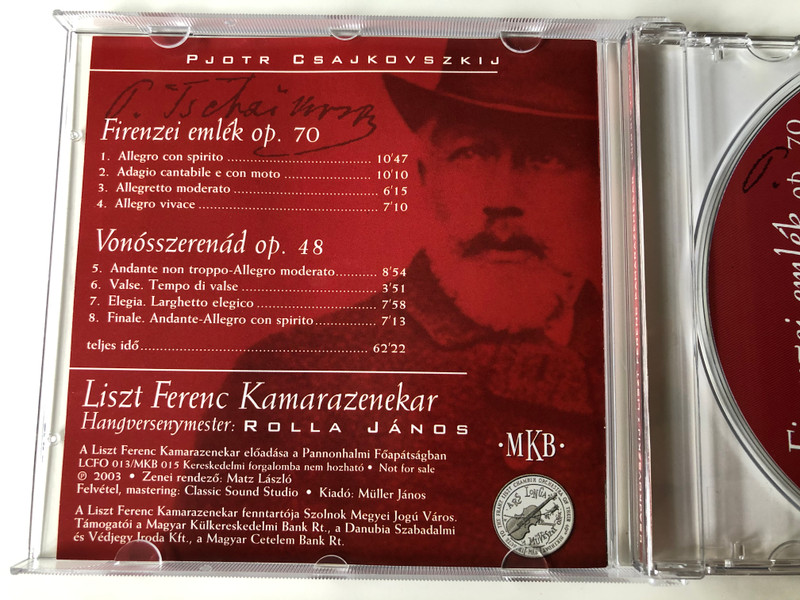 PJOTR CSAJKOVSZKIJ
P. Tschaikovsky
Firenzei emlék op. 70
1. Allegro con spirito ........ 10'47
2. Adagio cantabile e con moto ........ 10'10
3. Allegretto moderato ........ 6'15
4. Allegro vivace ........ 7'10
Vonósszerenád op. 48
5. Andante non troppo-Allegro moderato ........ 8'54
6. Valse. Tempo di valse ........ 3'51
7. Elegia. Larghetto elegico ........ 7'58
8. Finale. Andante-Allegro con spirito ........ 7'13
teljes idő ........ 62'22
Liszt Ferenc Kamarazenekar
Hangversenymester: ROLLA JÁNOS
A Liszt Ferenc Kamarazenekar előadása a Pannonhalmi Főapátságban
LCFO 013/MKB 015 Kereskedelmi forgalomba nem hozható • Not for sale
℗ 2003 • Zenei rendező: Matz László
Felvétel, mastering: Classic Sound Studio • Kiadó: Müller János
A Liszt Ferenc Kamarazenekar fenntartója Szolnok Megyei Jogú Város.
Támogatói a Magyar Külkereskedelmi Bank Rt., a Danubia Szabadalmi
és Védjegy Iroda Kft., a Magyar Cetelem Bank Rt.
·MKB·
ARS LONGA
Firenzei emlék op. 70